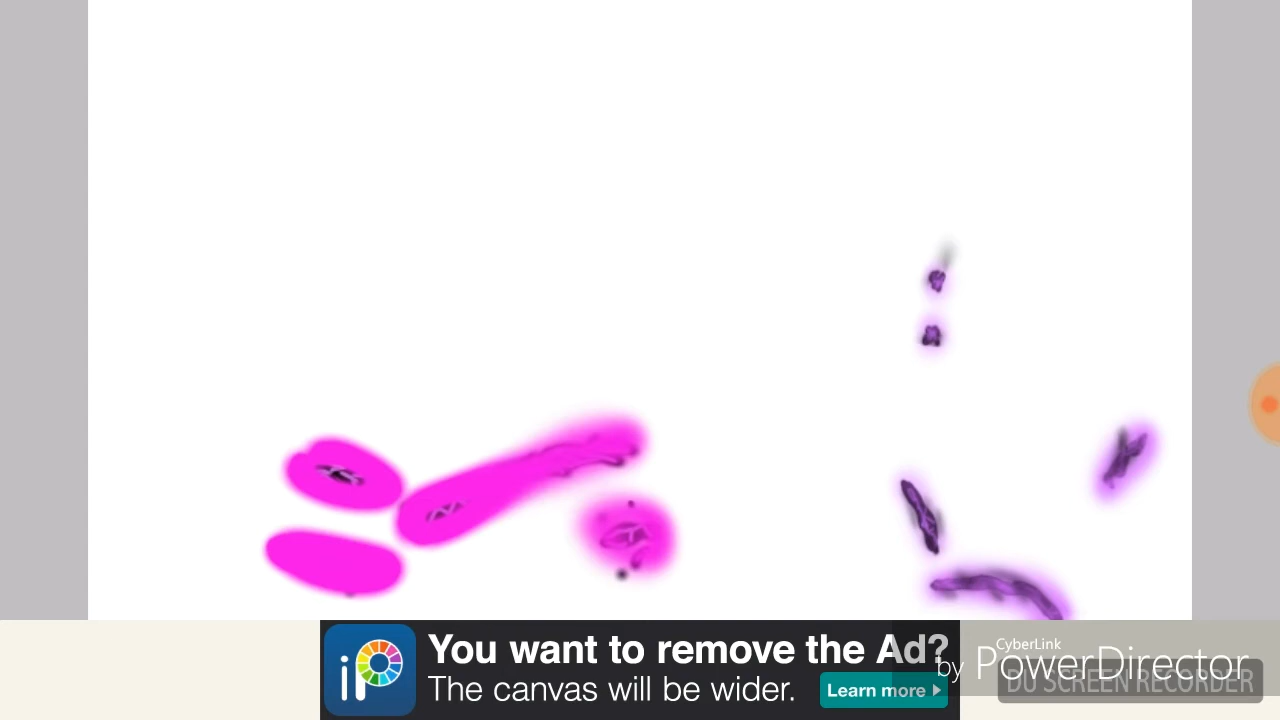 You want to remove the Ad?
The canvas will be wider.
Learn more
iP
CyberLink
by PowerDirector
DU SCREEN RECORDER